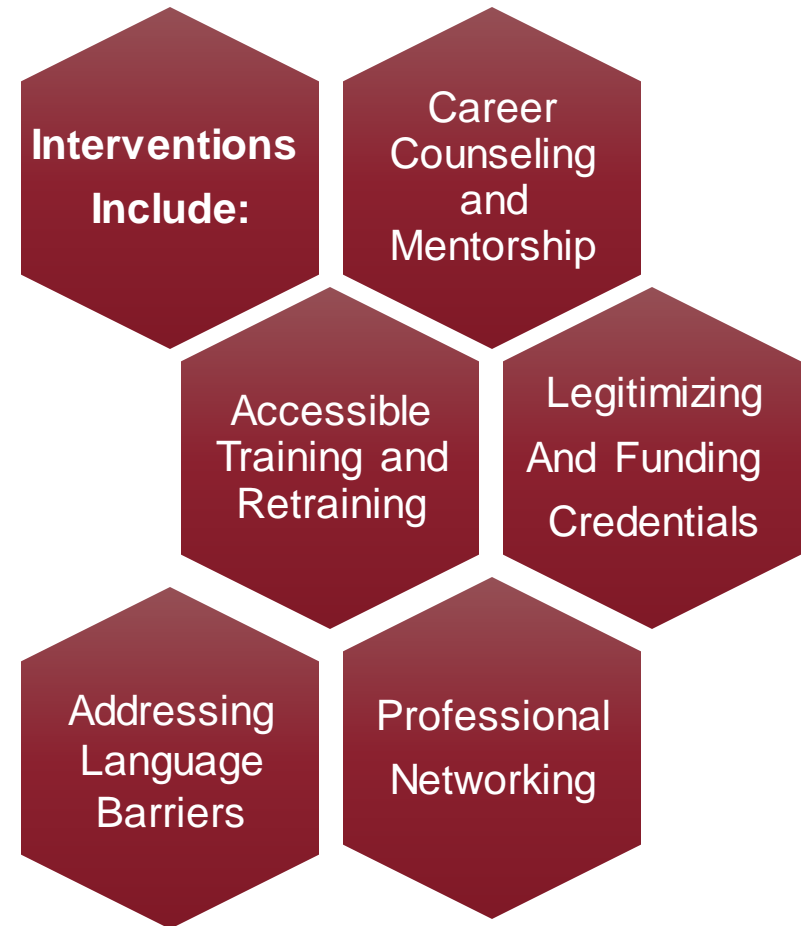 Interventions
Include:
Career
Counseling
and
Mentorship
Accessible
Training and
Retraining
Legitimizing
And Funding
Credentials
Addressing
Language
Barriers
Professional
Networking